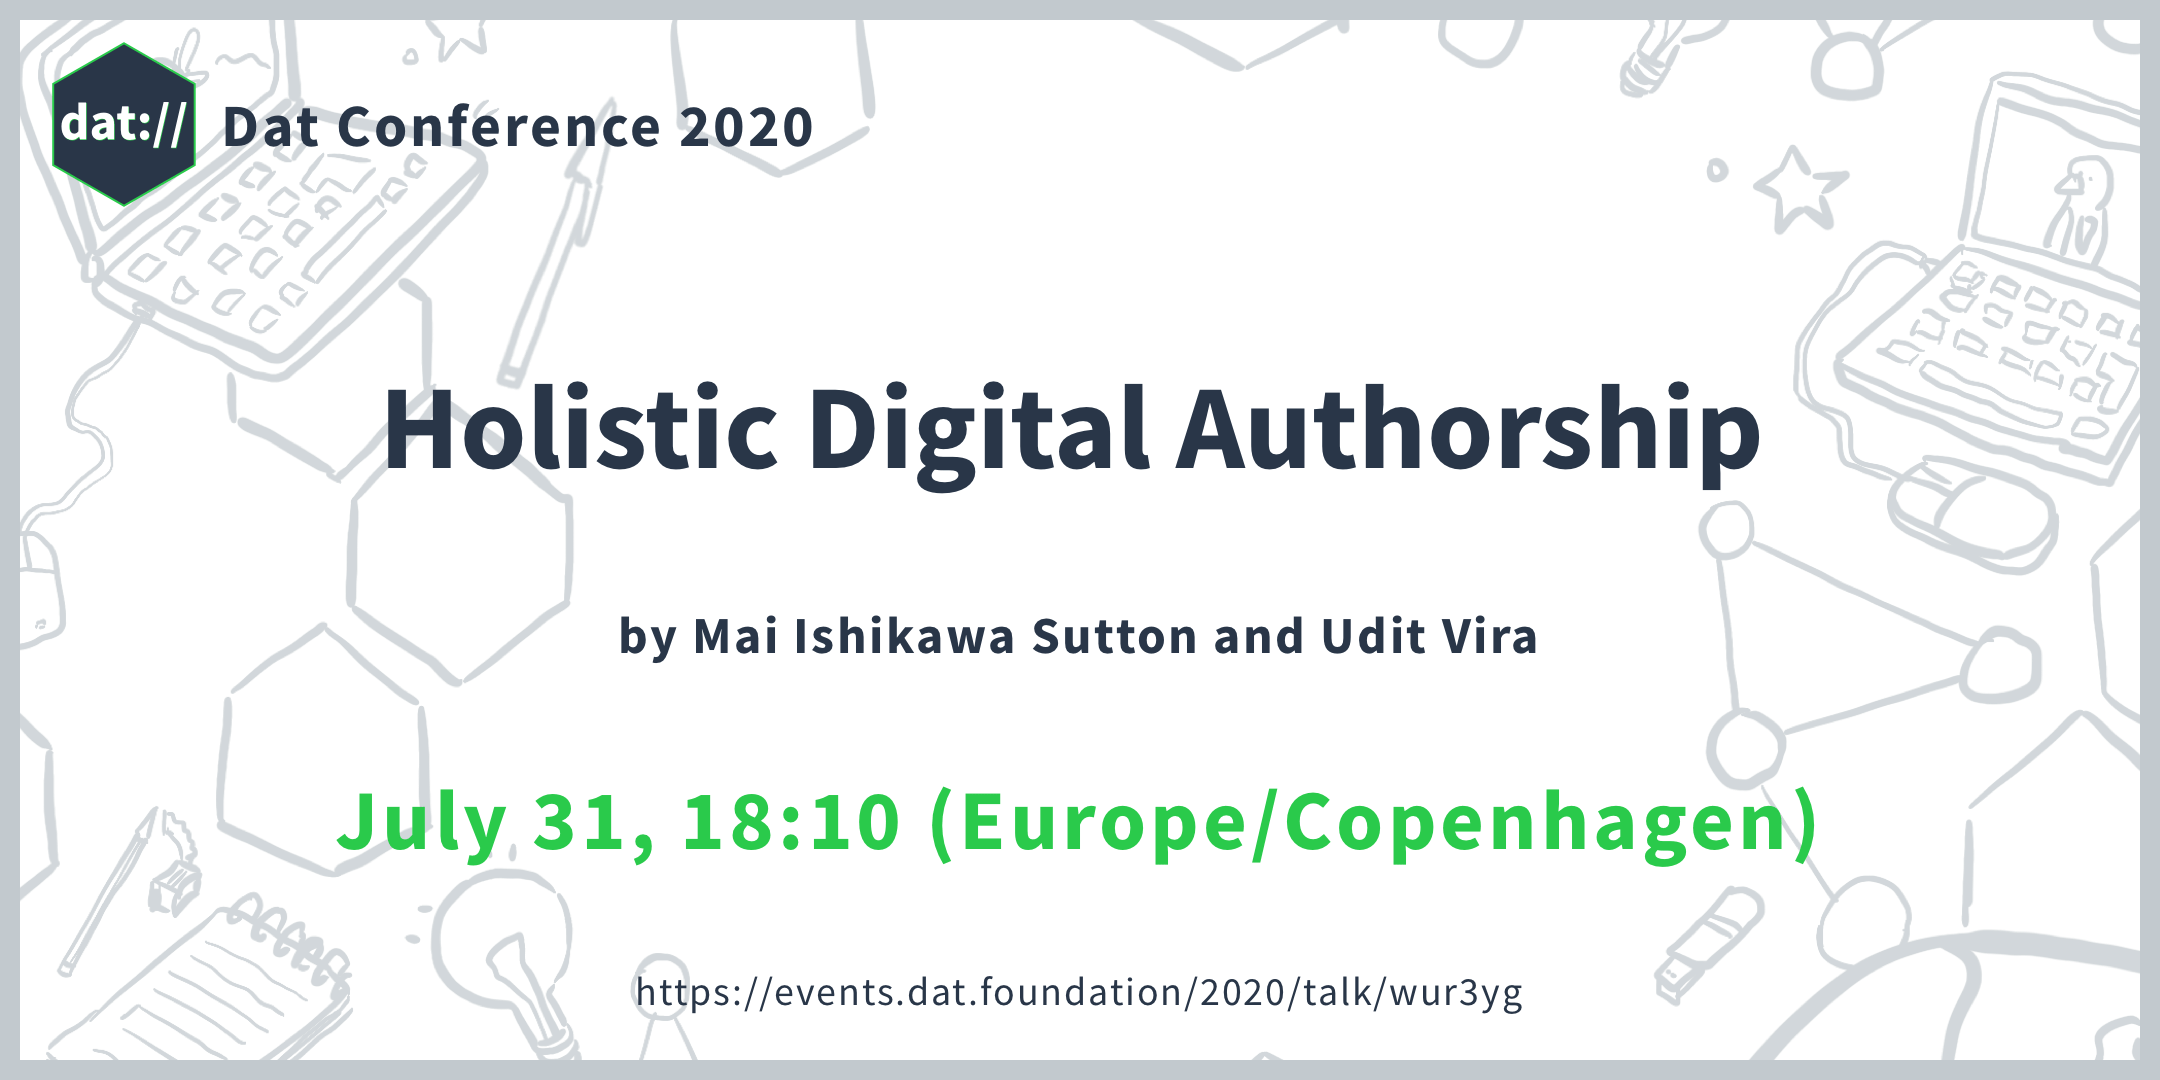 dat://
Dat Conference 2020
Holistic Digital Authorship
by Mai Ishikawa Sutton and Udit Vira
July 31, 18:10 (Europe/Copenhagen)
https://events.dat.foundation/2020/talk/wur3yg